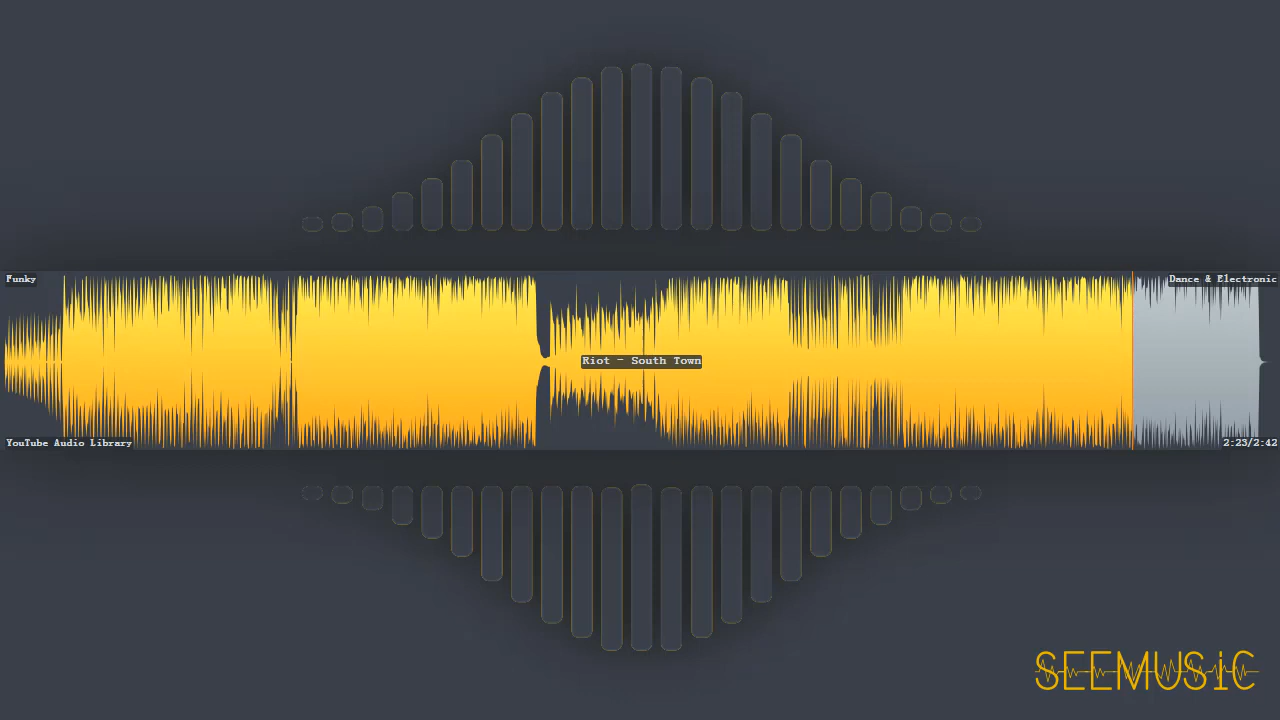 Funky
Dance & Electronic
Riot - South Town
YouTube Audio Library
2:23/2:42
SEEMUSiC